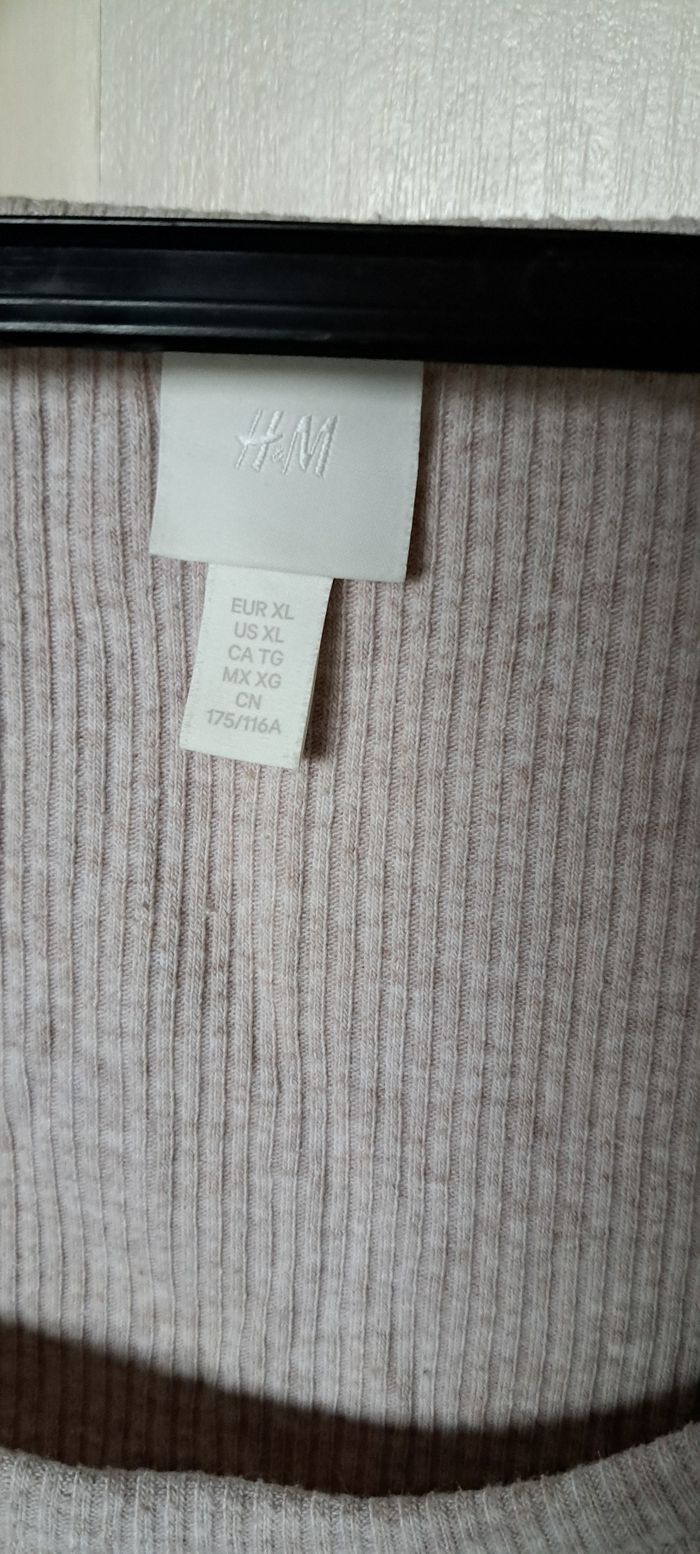 H&M
EUR XL
US XL
CA TG
MX XG
CN
175/116A